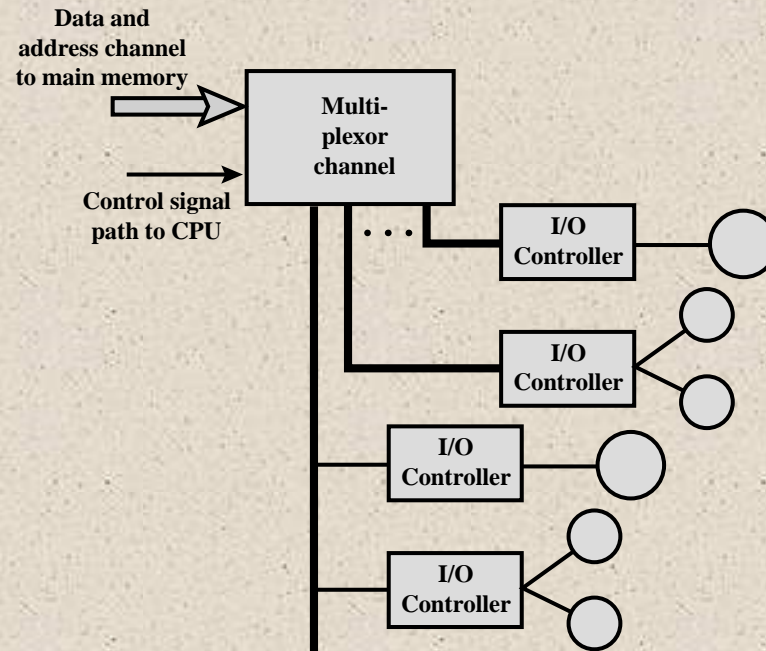 Data and
address channel
to main memory
Multi-
plexor
channel
Control signal
path to CPU
. . .
I/O
Controller
I/O
Controller
I/O
Controller
I/O
Controller